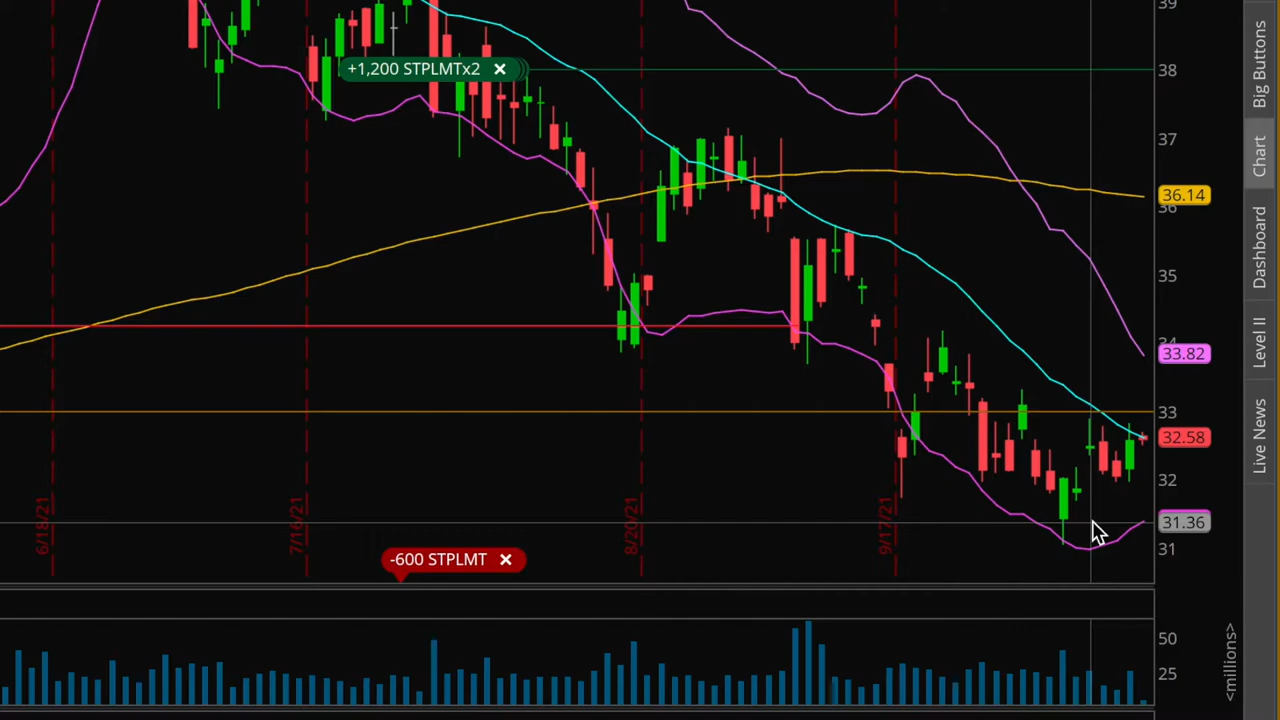 39
+1,200 STPLMTx2 ×
38
37
36.14
36
35
34
33.82
33
32.58
32
31.36
31
6/18/21
7/16/21
8/20/21
9/17/21
-600 STPLMT ×
50
25
<millions>
Big Buttons
Chart
Dashboard
Level II
Live News